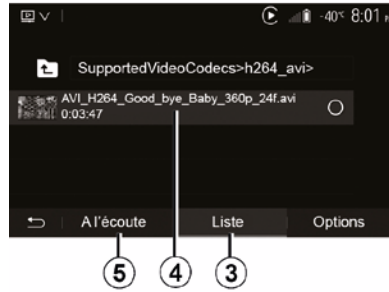 -40°C 8:01
SupportedVideoCodecs>h264_avi>
AVI_H264_Good_bye_Baby_360p_24f.avi
0:03:47
A l'écoute Liste Options
5 4 3